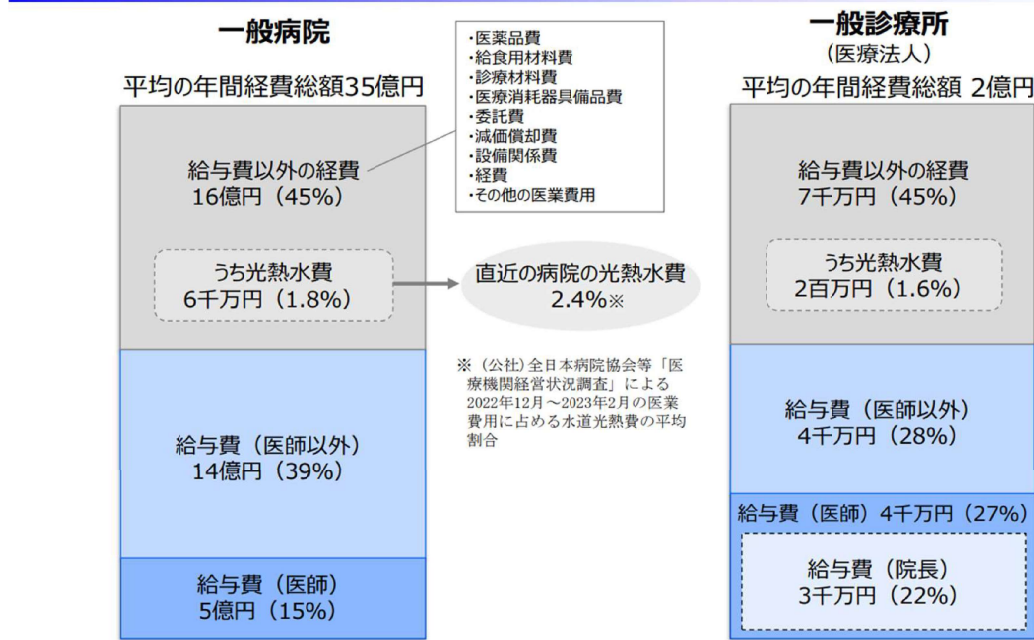 一般病院
平均の年間経費総額35億円
給与費以外の経費
16億円（45%）
うち光熱水費
6千万円（1.8%）
給与費（医師以外）
14億円（39%）
給与費（医師）
5億円（15%）
・医薬品費
・給食用材料費
・診療材料費
・医療消耗器具備品費
・委託費
・減価償却費
・設備関係費
・経費
・その他の医業費用
直近の病院の光熱水費
2.4%※
※（公社）全日本病院協会等「医
療機関経営状況調査」による
2022年12月～2023年2月の医業
費用に占める水道光熱費の平均
割合
一般診療所
（医療法人）
平均の年間経費総額 2億円
給与費以外の経費
7千万円（45%）
うち光熱水費
2百万円（1.6%）
給与費（医師以外）
4千万円（28%）
給与費（医師）4千万円（27%）
給与費（院長）
3千万円（22%）